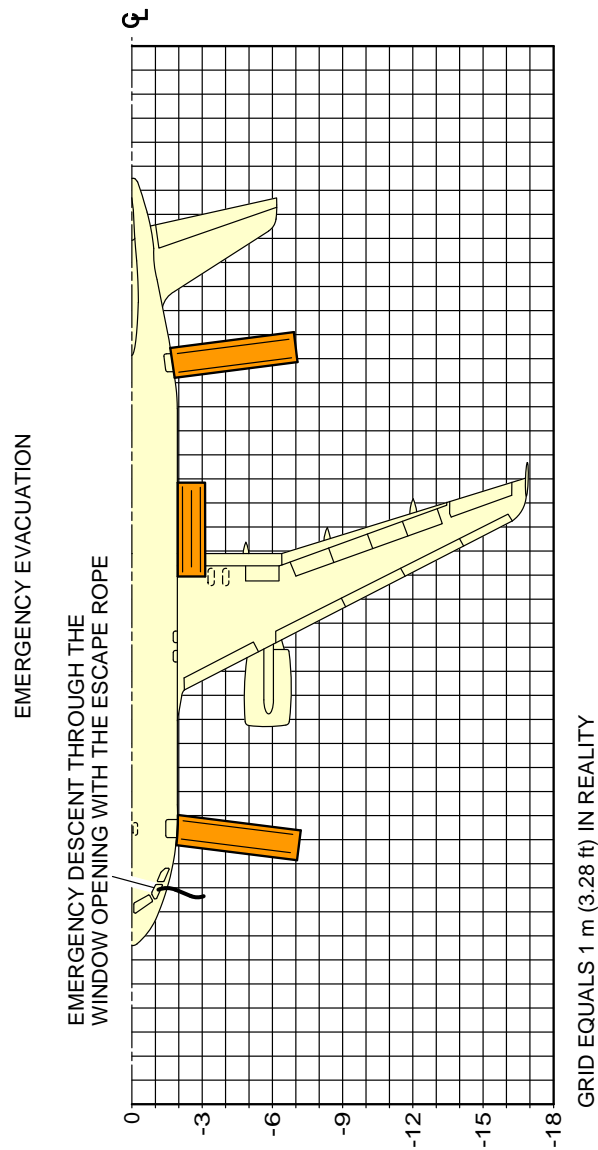 EMERGENCY EVACUATION
EMERGENCY DESCENT THROUGH THE
WINDOW OPENING WITH THE ESCAPE ROPE
℄
0
-3
-6
-9
-12
-15
-18
GRID EQUALS 1 m (3.28 ft) IN REALITY